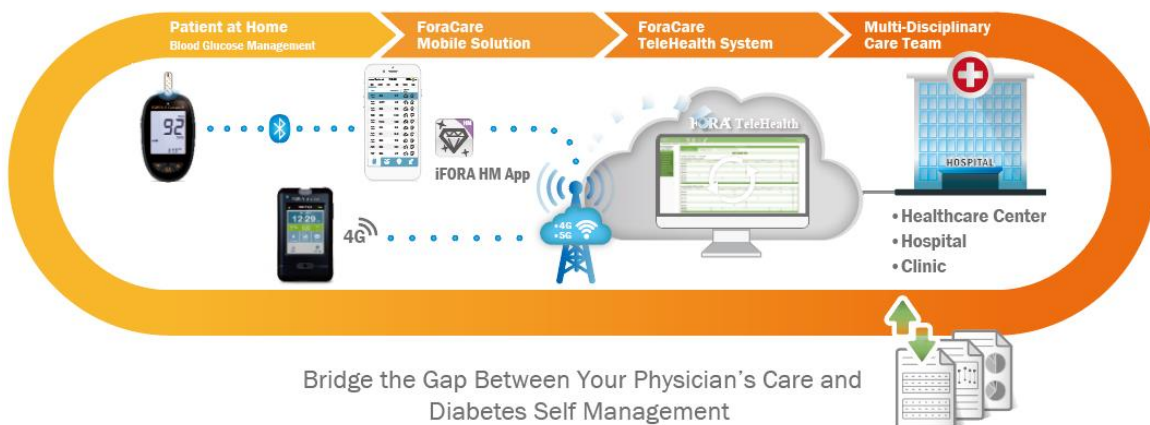 Patient at Home
Blood Glucose Management
ForaCare
Mobile Solution
ForaCare
TeleHealth System
Multi-Disciplinary
Care Team
92
HM
iFORA HM App
12:29
4G
•4G
•5G
FORA TeleHealth
HOSPITAL
•Healthcare Center
•Hospital
•Clinic
Bridge the Gap Between Your Physician's Care and
Diabetes Self Management